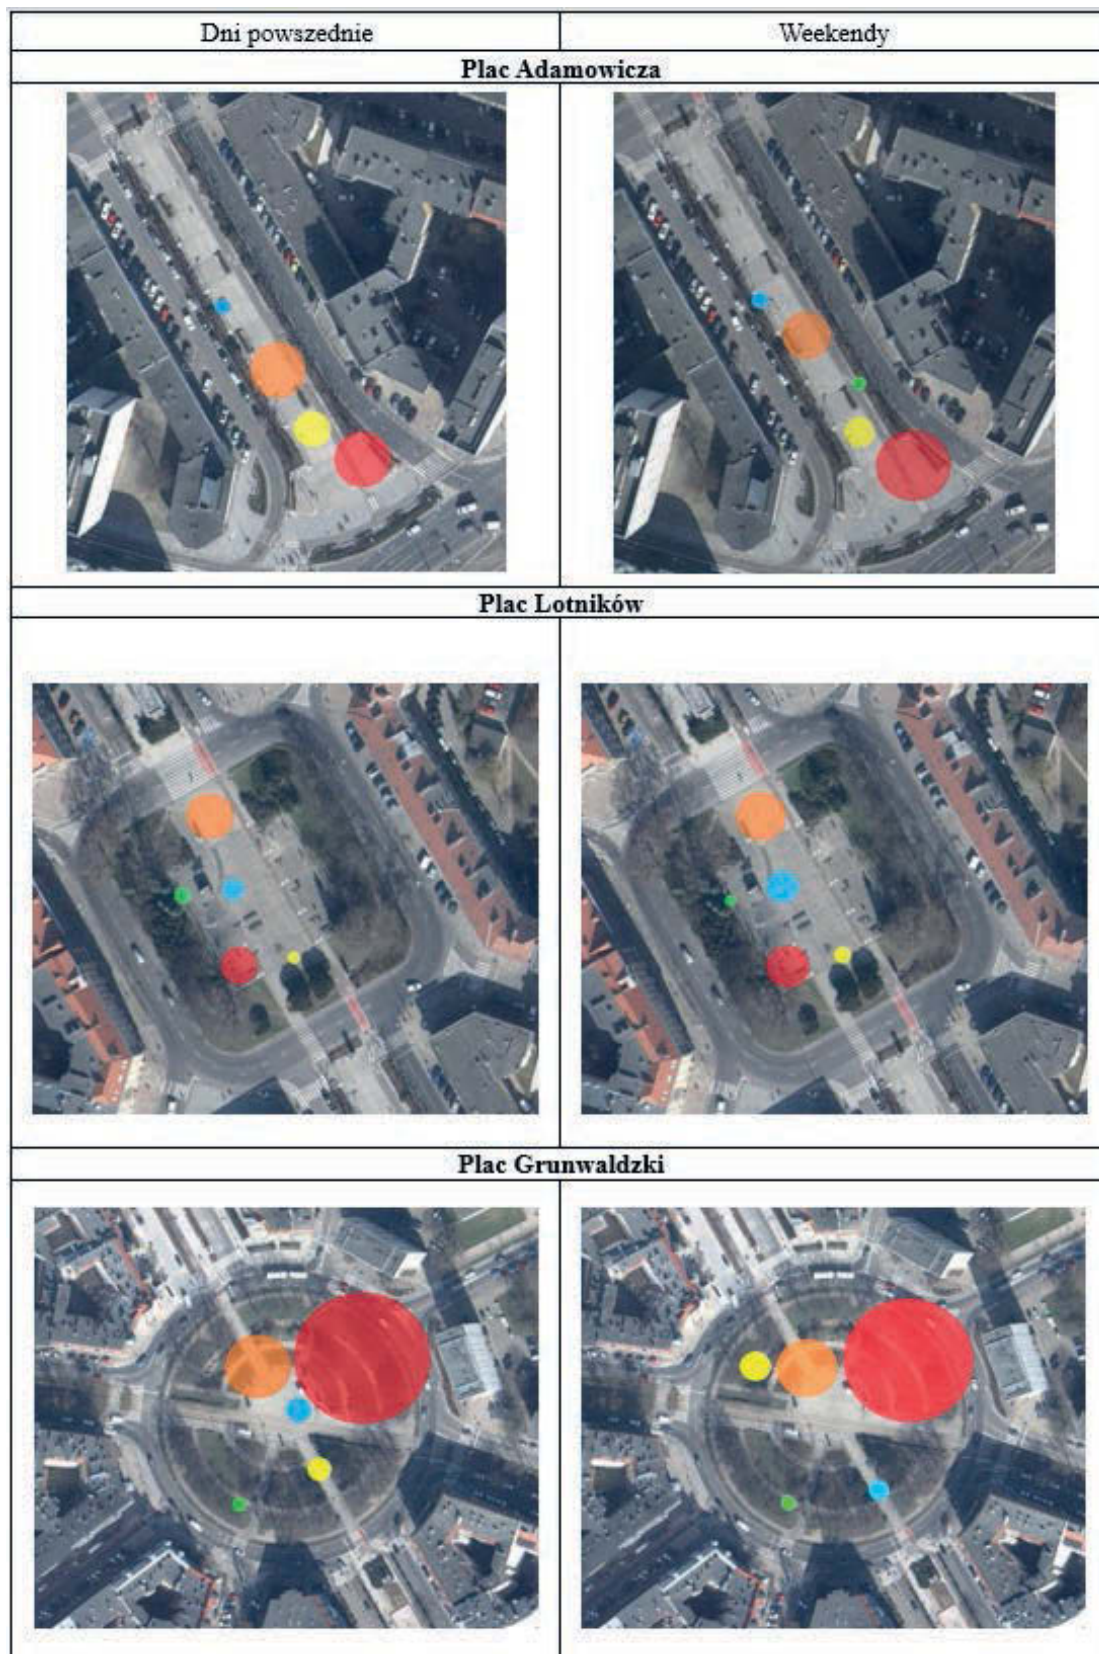 Dni powszednie
Weekendy
Plac Adamowicza
Plac Lotników
Plac Grunwaldzki